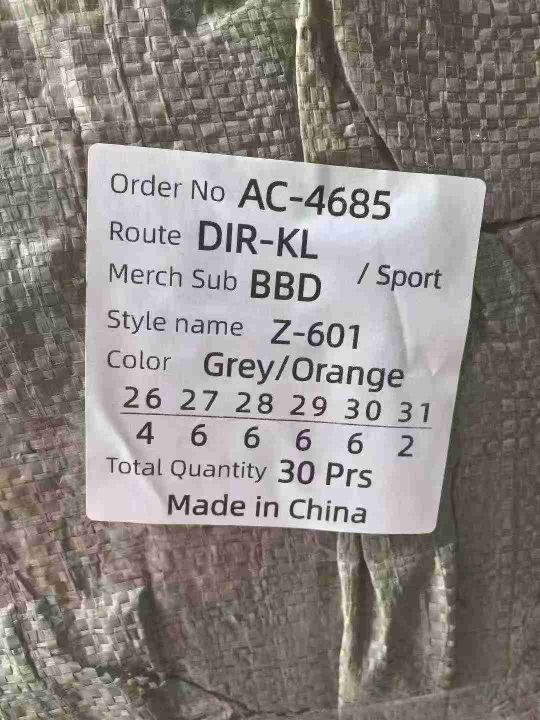 Order No AC-4685
Route DIR-KL
Merch Sub BBD / Sport
Style name Z-601
Color Grey/Orange
26 27 28 29 30 31
4 6 6 6 6 2
Total Quantity 30 Prs
Made in China